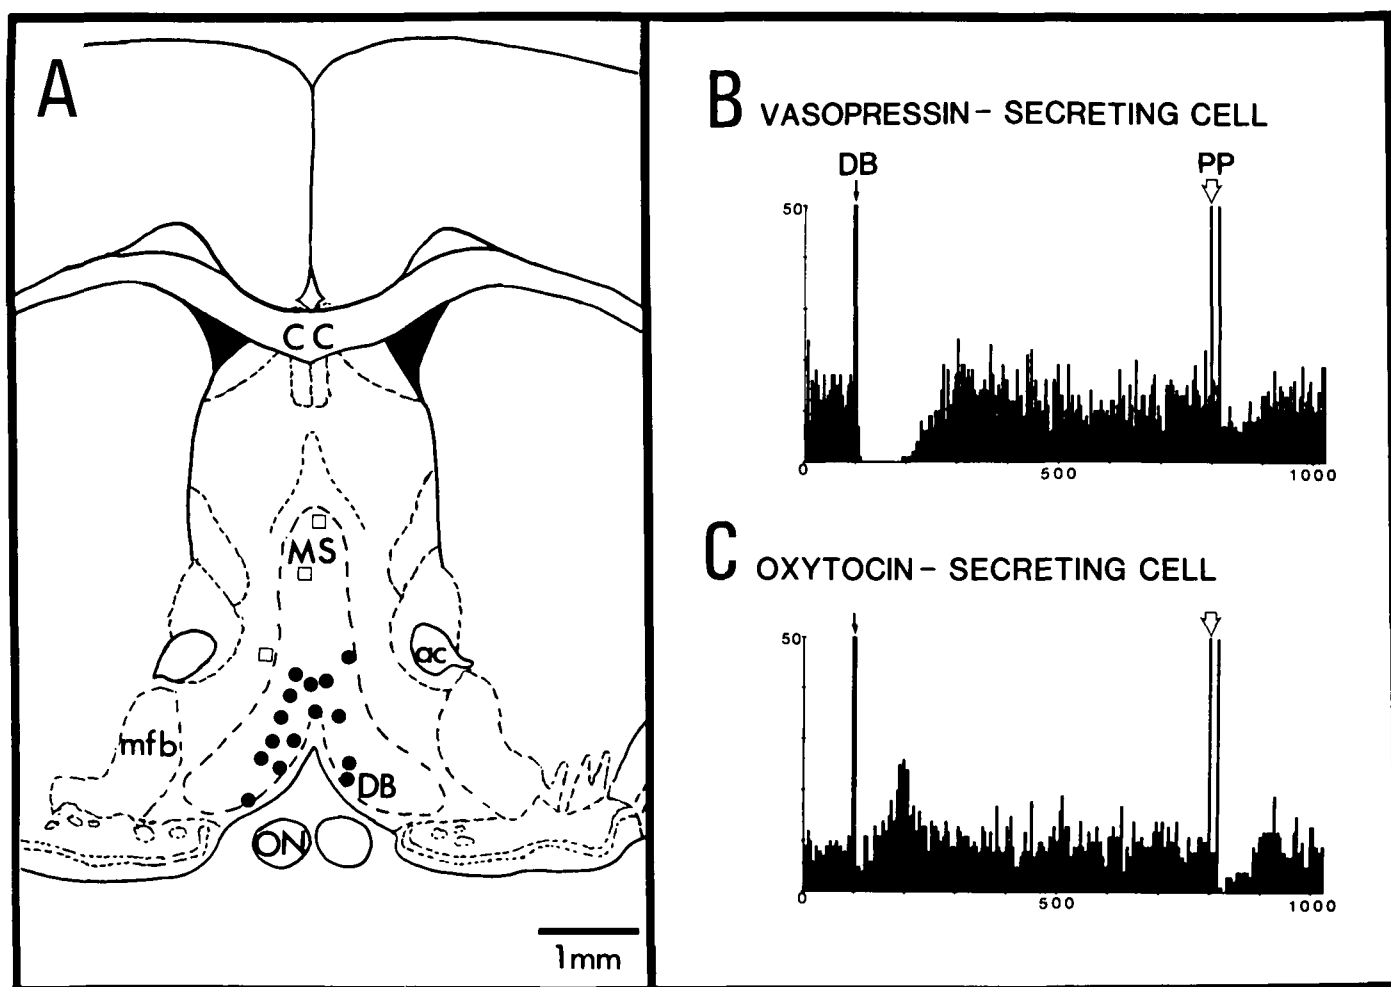 A
CC
MS
ac
mfb
DB
ON
1mm
B VASOPRESSIN - SECRETING CELL
DB PP
50
0 500 1000
C OXYTOCIN - SECRETING CELL
50
0 500 1000